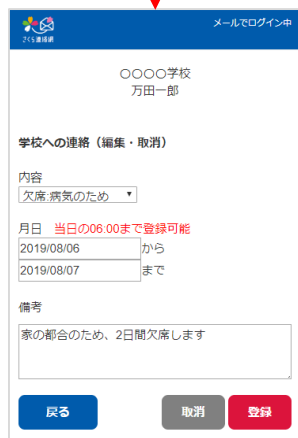 さくら連絡網
メールでログイン中
〇〇〇〇学校
万田一郎
学校への連絡（編集・取消）
内容
欠席:病気のため
月日 当日の06:00まで登録可能
2019/08/06 から
2019/08/07 まで
備考
家の都合のため、2日間欠席します
戻る 取消 登録